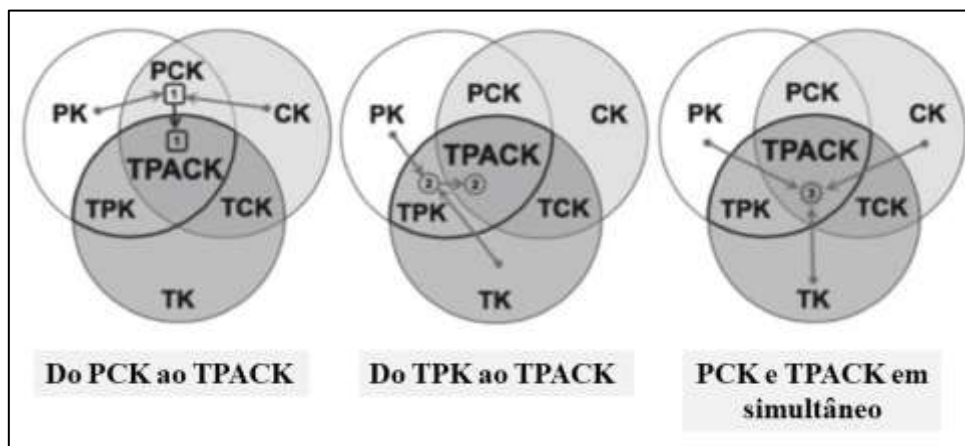 PCK
1
PK
CK
1
TPACK
TPK
TCK
TK
Do PCK ao TPACK
PCK
PK
CK
TPACK
2
2
TPK
TCK
TK
Do TPK ao TPACK
PCK
PK
CK
TPACK
3
TPK
TCK
TK
PCK e TPACK em
simultâneo